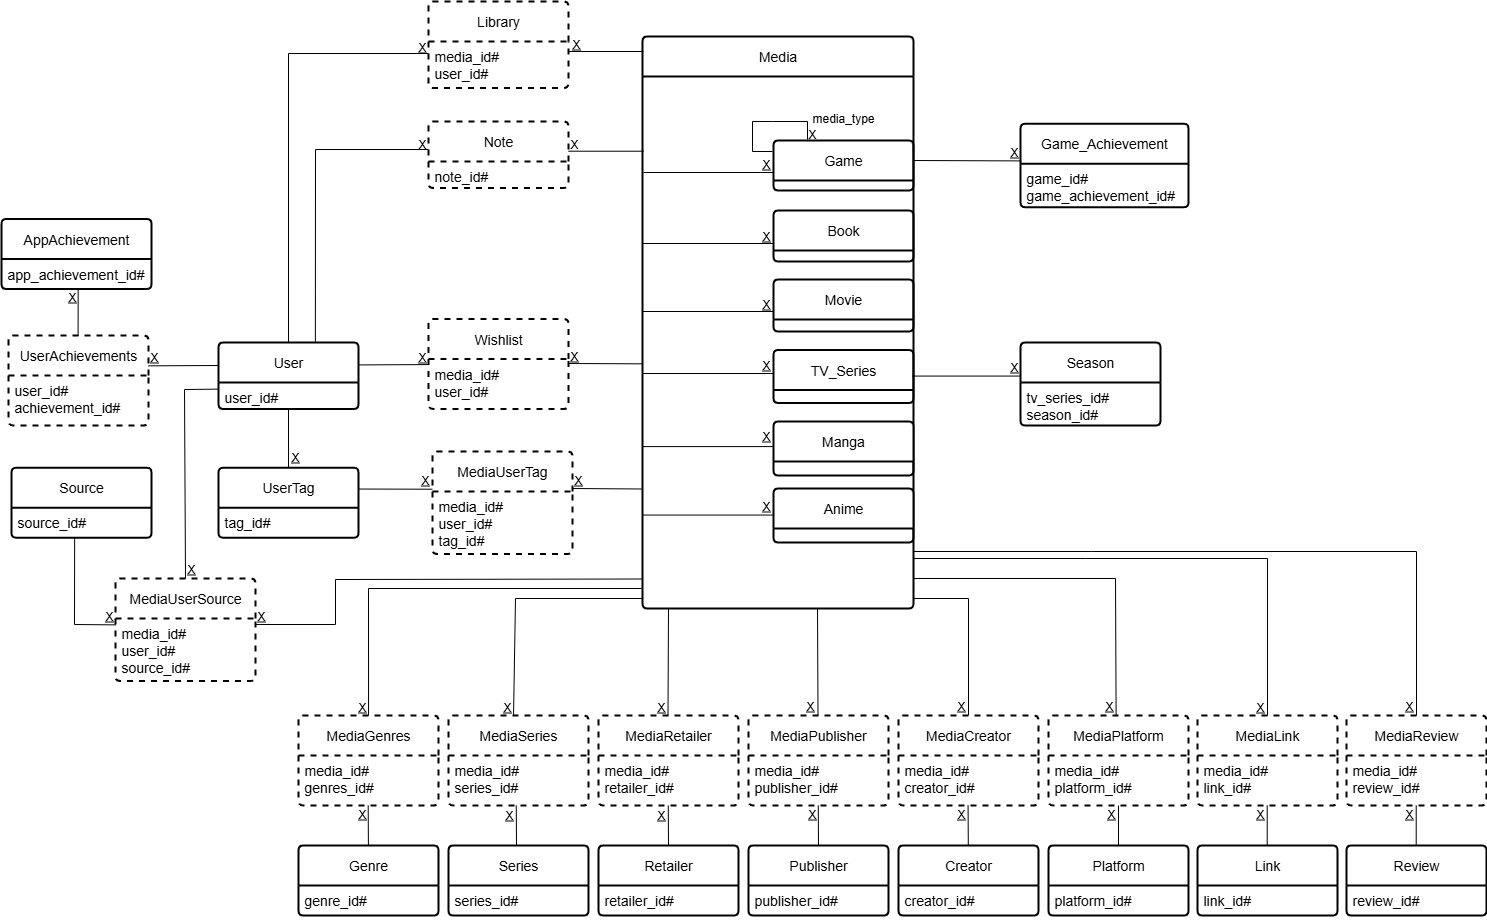 Library
X
X
media_id#
user_id#
Media
media_type
X
Note
X
X
note_id#
Game
X
Game_Achievement
X
game_id#
game_achievement_id#
AppAchievement
app_achievement_id#
X
Book
X
Movie
X
UserAchievements
X
user_id#
achievement_id#
User
user_id#
Wishlist
X
X
media_id#
user_id#
TV_Series
X
Season
X
tv_series_id#
season_id#
Manga
X
Source
source_id#
X
UserTag
tag_id#
MediaUserTag
X
X
media_id#
user_id#
tag_id#
Anime
X
X
MediaUserSource
X
X
media_id#
user_id#
source_id#
X
X
X
X
X
X
X
X
MediaGenres
media_id#
genres_id#
MediaSeries
media_id#
series_id#
MediaRetailer
media_id#
retailer_id#
MediaPublisher
media_id#
publisher_id#
MediaCreator
media_id#
creator_id#
MediaPlatform
media_id#
platform_id#
MediaLink
media_id#
link_id#
MediaReview
media_id#
review_id#
X
X
X
X
X
X
X
X
Genre
genre_id#
Series
series_id#
Retailer
retailer_id#
Publisher
publisher_id#
Creator
creator_id#
Platform
platform_id#
Link
link_id#
Review
review_id#